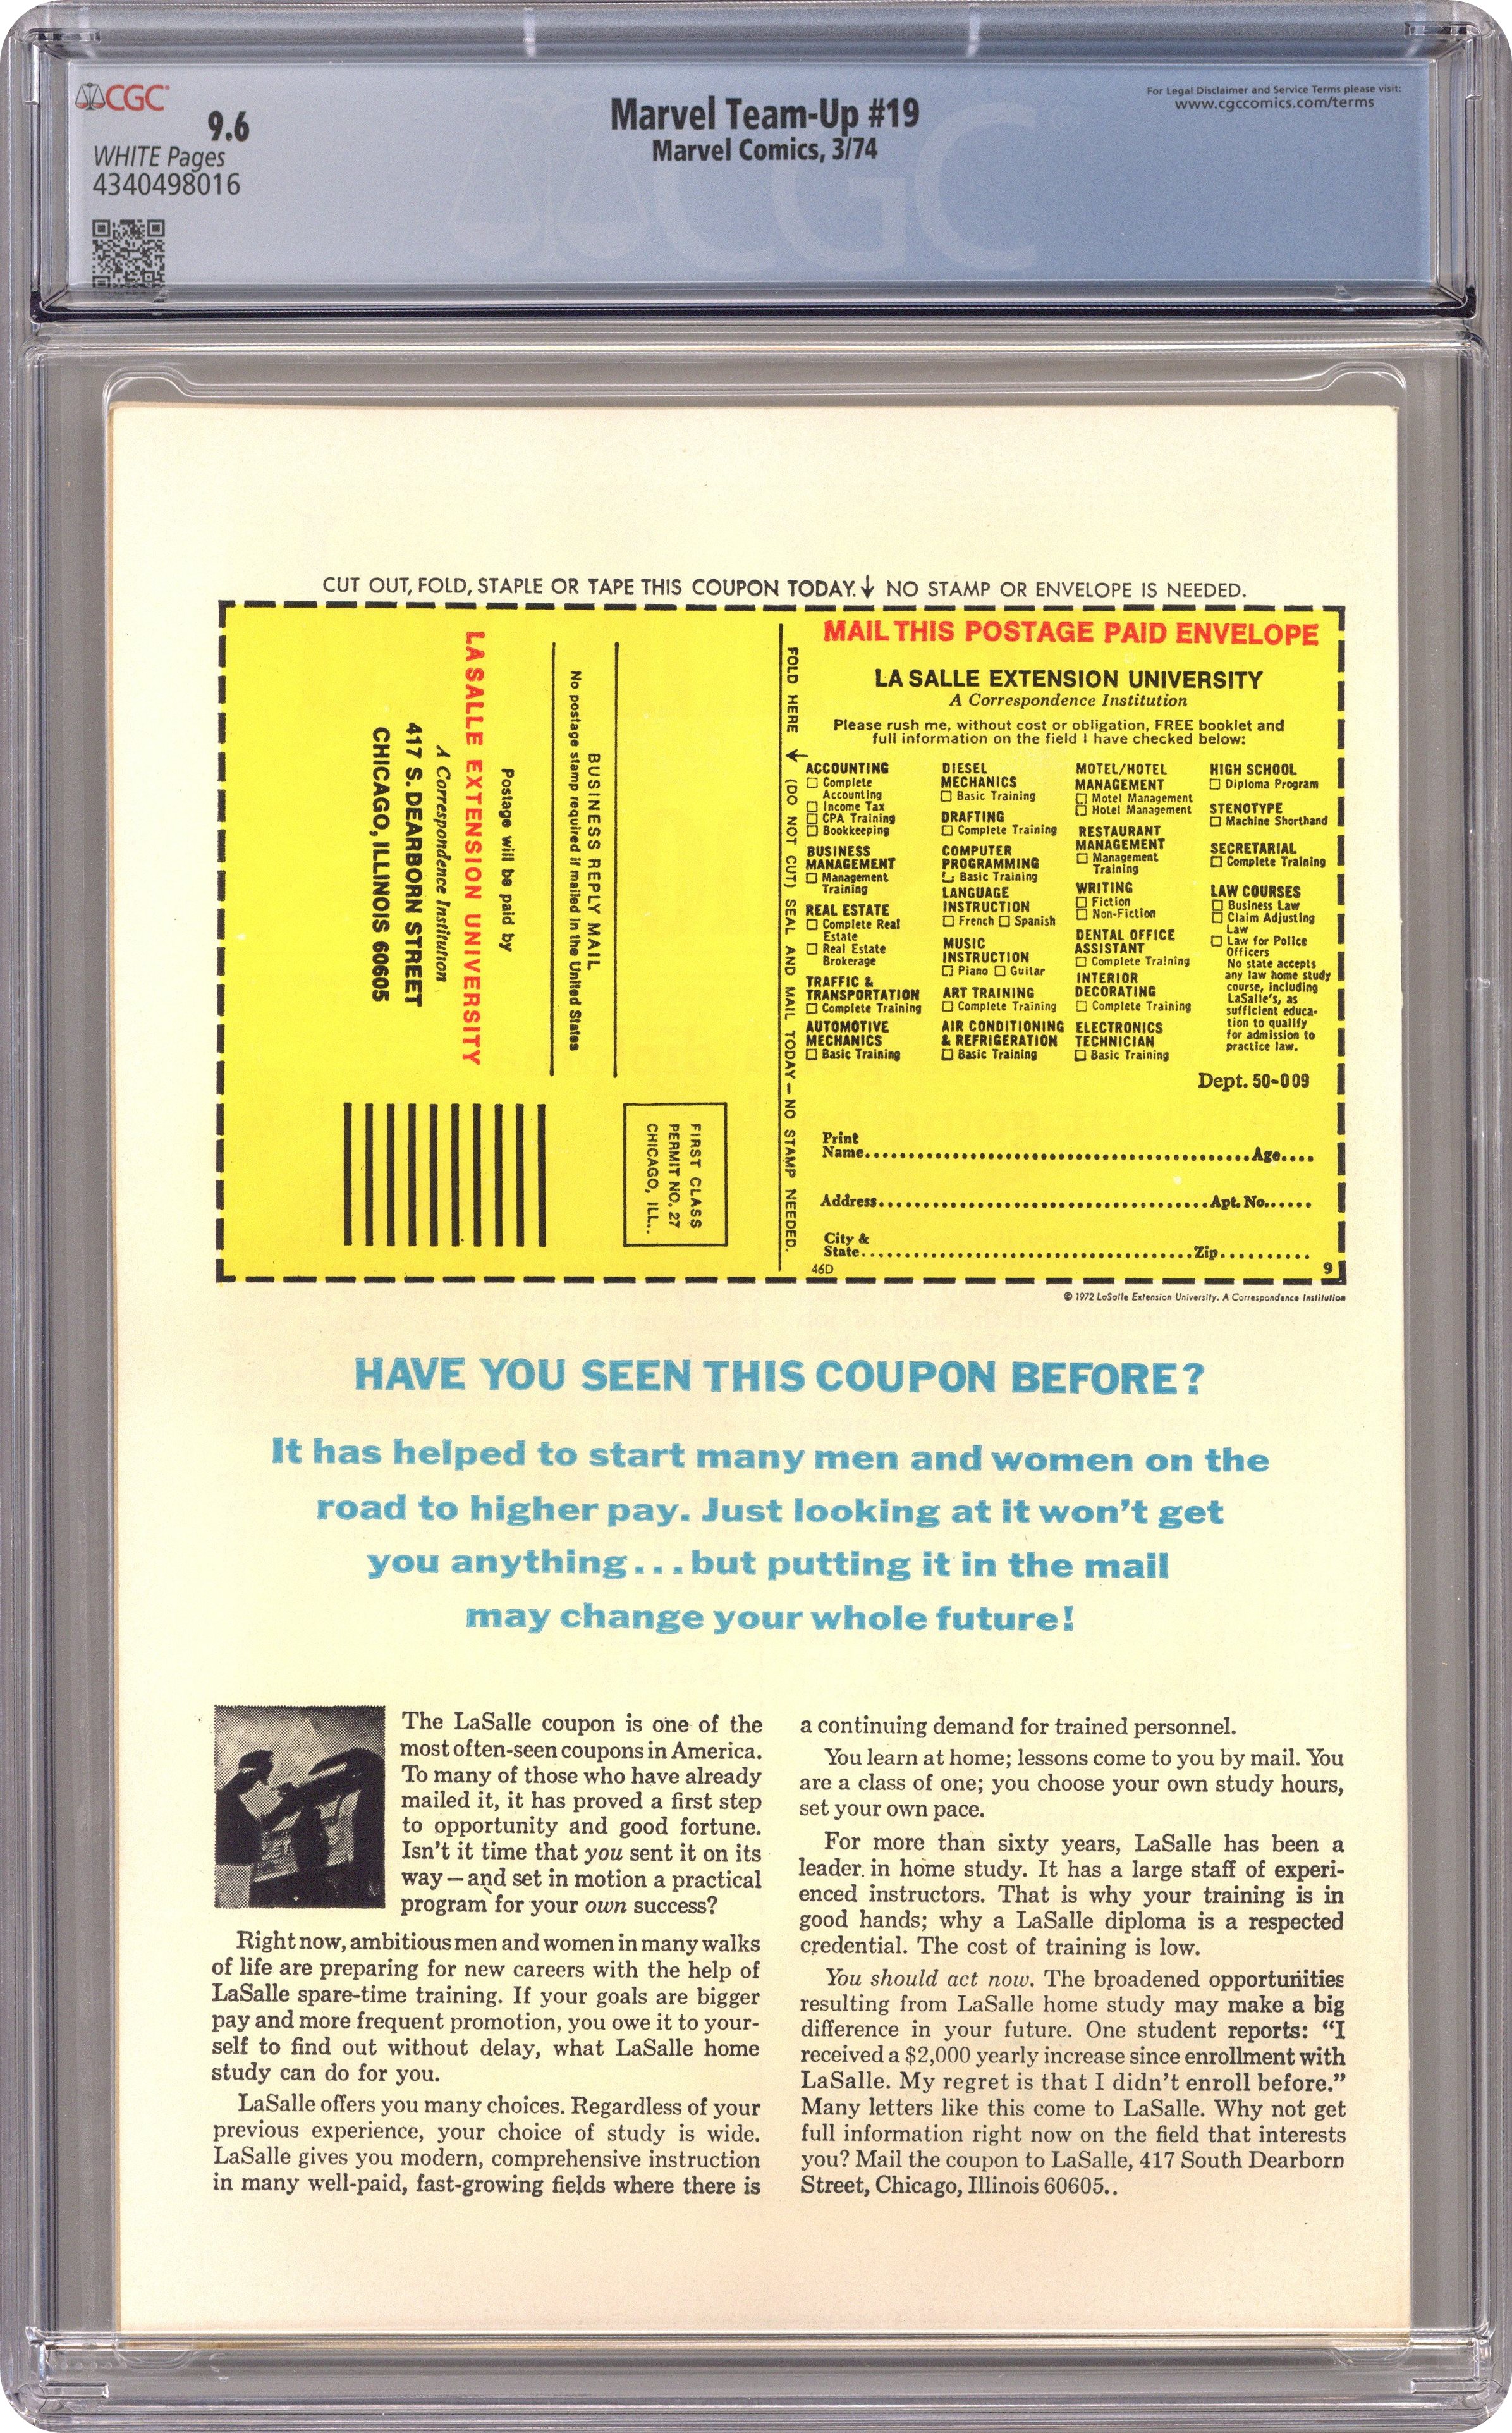 CGC
9.6
WHITE Pages
4340498016
Marvel Team-Up #19
Marvel Comics, 3/74
For Legal Disclaimer and Service Terms please visit:
www.cgccomics.com/terms
CGC
CUT OUT, FOLD, STAPLE OR TAPE THIS COUPON TODAY.↓ NO STAMP OR ENVELOPE IS NEEDED.
BUSINESS REPLY MAIL
No postage stamp required if mailed in the United States
Postage will be paid by
LA SALLE EXTENSION UNIVERSITY
A Correspondence Institution
417 S. DEARBORN STREET
CHICAGO, ILLINOIS 60605
FIRST CLASS
PERMIT NO. 27
CHICAGO, ILL..
FOLD HERE ↓ (DO NOT CUT) SEAL AND MAIL TODAY—NO STAMP NEEDED.
MAIL THIS POSTAGE PAID ENVELOPE
LA SALLE EXTENSION UNIVERSITY
A Correspondence Institution
Please rush me, without cost or obligation, FREE booklet and
full information on the field I have checked below:
ACCOUNTING
☐ Complete
Accounting
☐ Income Tax
☐ CPA Training
☐ Bookkeeping
BUSINESS
MANAGEMENT
☐ Management
Training
REAL ESTATE
☐ Complete Real
Estate
☐ Real Estate
Brokerage
TRAFFIC &
TRANSPORTATION
☐ Complete Training
AUTOMOTIVE
MECHANICS
☐ Basic Training
DIESEL
MECHANICS
☐ Basic Training
DRAFTING
☐ Complete Training
COMPUTER
PROGRAMMING
☐ Basic Training
LANGUAGE
INSTRUCTION
☐ French ☐ Spanish
MUSIC
INSTRUCTION
☐ Piano ☐ Guitar
ART TRAINING
☐ Complete Training
AIR CONDITIONING
& REFRIGERATION
☐ Basic Training
MOTEL/HOTEL
MANAGEMENT
☐ Motel Management
☐ Hotel Management
RESTAURANT
MANAGEMENT
☐ Management
Training
WRITING
☐ Fiction
☐ Non-Fiction
DENTAL OFFICE
ASSISTANT
☐ Complete Training
INTERIOR
DECORATING
☐ Complete Training
ELECTRONICS
TECHNICIAN
☐ Basic Training
HIGH SCHOOL
☐ Diploma Program
STENOTYPE
☐ Machine Shorthand
SECRETARIAL
☐ Complete Training
LAW COURSES
☐ Business Law
☐ Claim Adjusting
Law
☐ Law for Police
Officers
No state accepts
any law home study
course, including
LaSalle's, as
sufficient educa-
tion to qualify
for admission to
practice law.
Dept. 50-009
Print
Name..........Age....
Address..........Apt. No......
City &
State..........Zip..........
46D
9
© 1972 LaSalle Extension University. A Correspondence Institution
HAVE YOU SEEN THIS COUPON BEFORE?
It has helped to start many men and women on the
road to higher pay. Just looking at it won't get
you anything...but putting it in the mail
may change your whole future!
The LaSalle coupon is one of the
most often-seen coupons in America.
To many of those who have already
mailed it, it has proved a first step
to opportunity and good fortune.
Isn't it time that you sent it on its
way—and set in motion a practical
program for your own success?
Right now, ambitious men and women in many walks
of life are preparing for new careers with the help of
LaSalle spare-time training. If your goals are bigger
pay and more frequent promotion, you owe it to your-
self to find out without delay, what LaSalle home
study can do for you.
LaSalle offers you many choices. Regardless of your
previous experience, your choice of study is wide.
LaSalle gives you modern, comprehensive instruction
in many well-paid, fast-growing fields where there is
a continuing demand for trained personnel.
You learn at home; lessons come to you by mail. You
are a class of one; you choose your own study hours,
set your own pace.
For more than sixty years, LaSalle has been a
leader in home study. It has a large staff of experi-
enced instructors. That is why your training is in
good hands; why a LaSalle diploma is a respected
credential. The cost of training is low.
You should act now. The broadened opportunities
resulting from LaSalle home study may make a big
difference in your future. One student reports: "I
received a $2,000 yearly increase since enrollment with
LaSalle. My regret is that I didn't enroll before."
Many letters like this come to LaSalle. Why not get
full information right now on the field that interests
you? Mail the coupon to LaSalle, 417 South Dearborn
Street, Chicago, Illinois 60605..